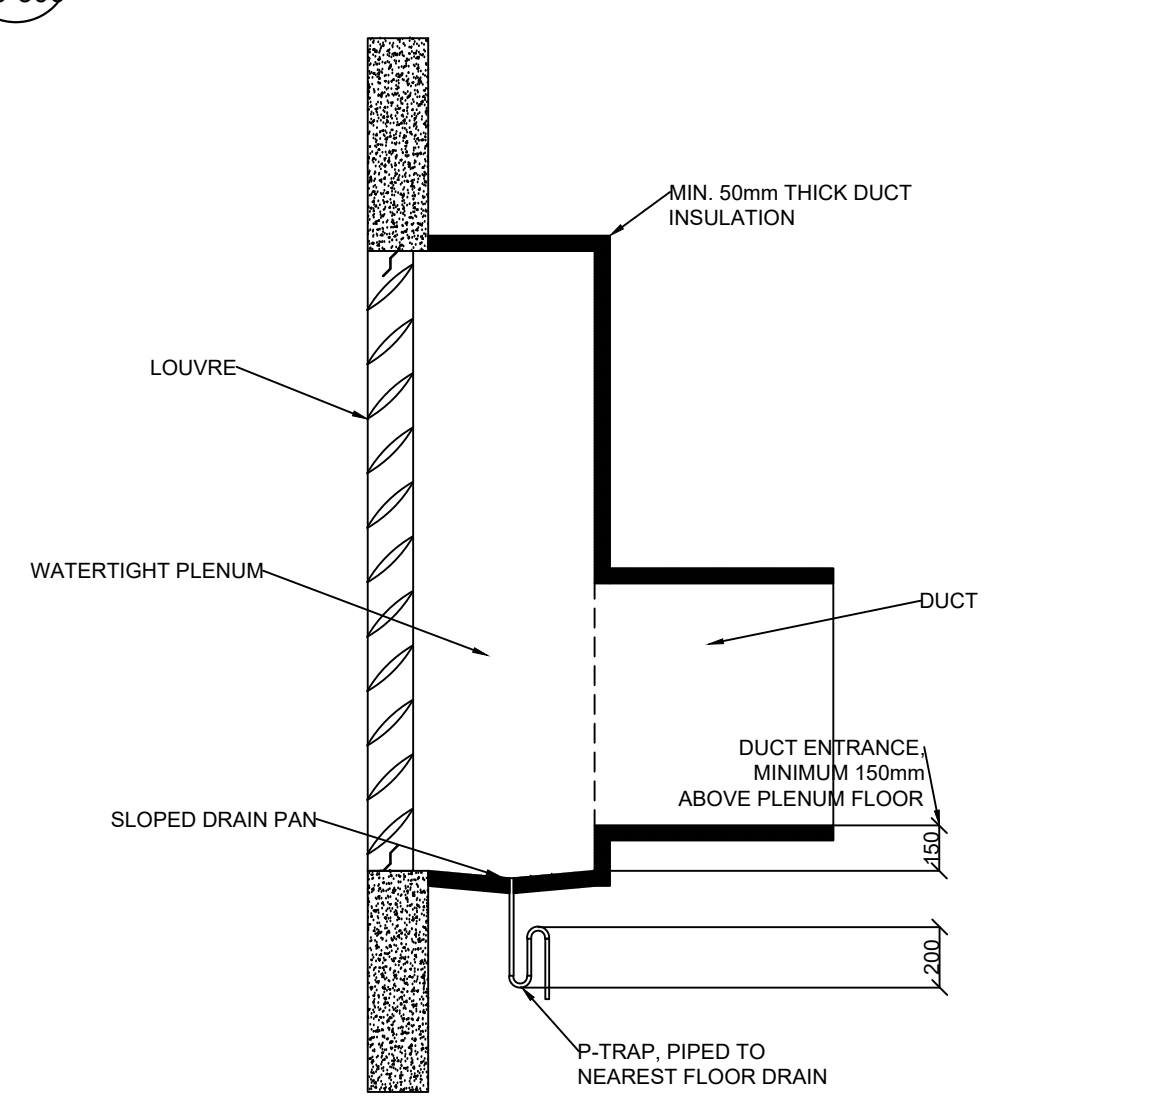 MIN. 50mm THICK DUCT
INSULATION
LOUVRE
WATERTIGHT PLENUM
DUCT
DUCT ENTRANCE,
MINIMUM 150mm
ABOVE PLENUM FLOOR
SLOPED DRAIN PAN
150
200
P-TRAP, PIPED TO
NEAREST FLOOR DRAIN